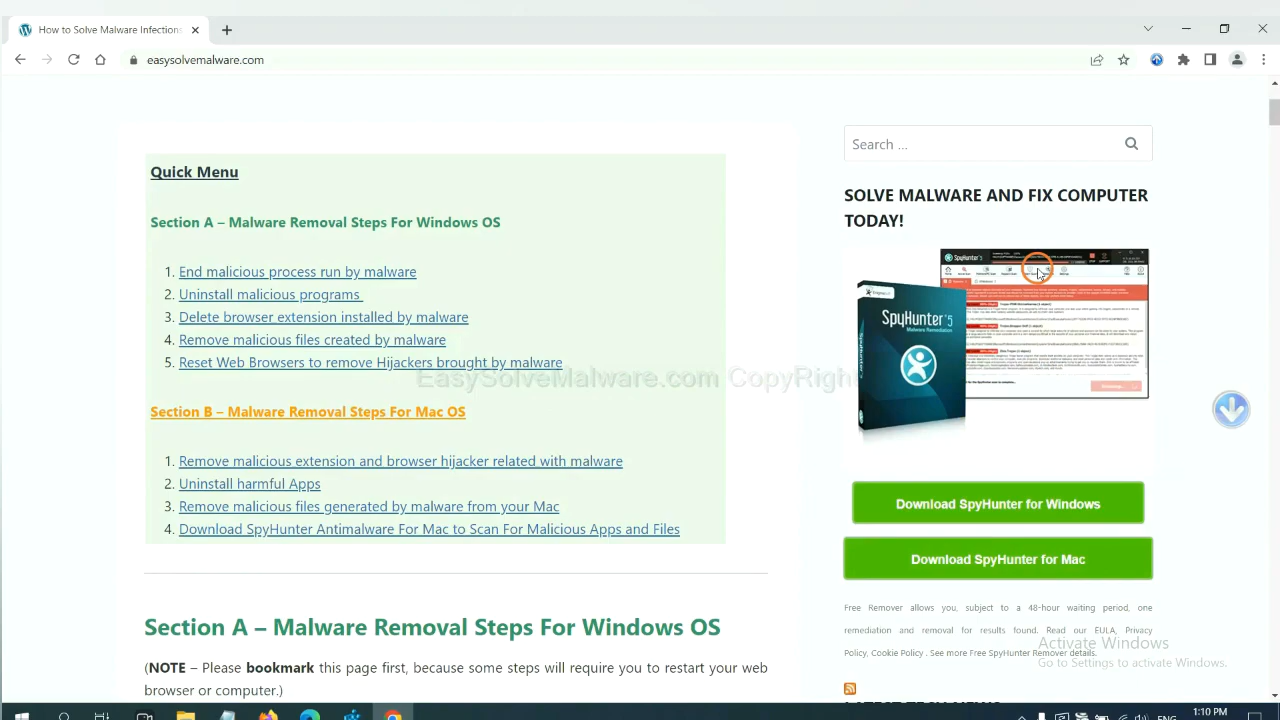 How to Solve Malware Infection
easysolvemalware.com
Quick Menu
Section A – Malware Removal Steps For Windows OS
1. End malicious process run by malware
2. Uninstall malicious programs
3. Delete browser extension installed by malware
4. Remove malicious files created by malware
5. Reset Web Browser to remove Hijackers brought by malware
Section B – Malware Removal Steps For Mac OS
1. Remove malicious extension and browser hijacker related with malware
2. Uninstall harmful Apps
3. Remove malicious files generated by malware from your Mac
4. Download SpyHunter Antimalware For Mac to Scan For Malicious Apps and Files
Section A – Malware Removal Steps For Windows OS
(NOTE – Please bookmark this page first, because some steps will require you to restart your web
browser or computer.)
Search ...
SOLVE MALWARE AND FIX COMPUTER
TODAY!
SpyHunter 5
SpyHunter 5
Malware Remediation
Download SpyHunter for Windows
Download SpyHunter for Mac
Free Remover allows you, subject to a 48-hour waiting period, one
remediation and removal for results found. Read our EULA, Privacy
Policy, Cookie Policy . See more Free SpyHunter Remover details.
Activate Windows
Go to Settings to activate Windows.
LATEST TECH NEWS
ENG
1:10 PM